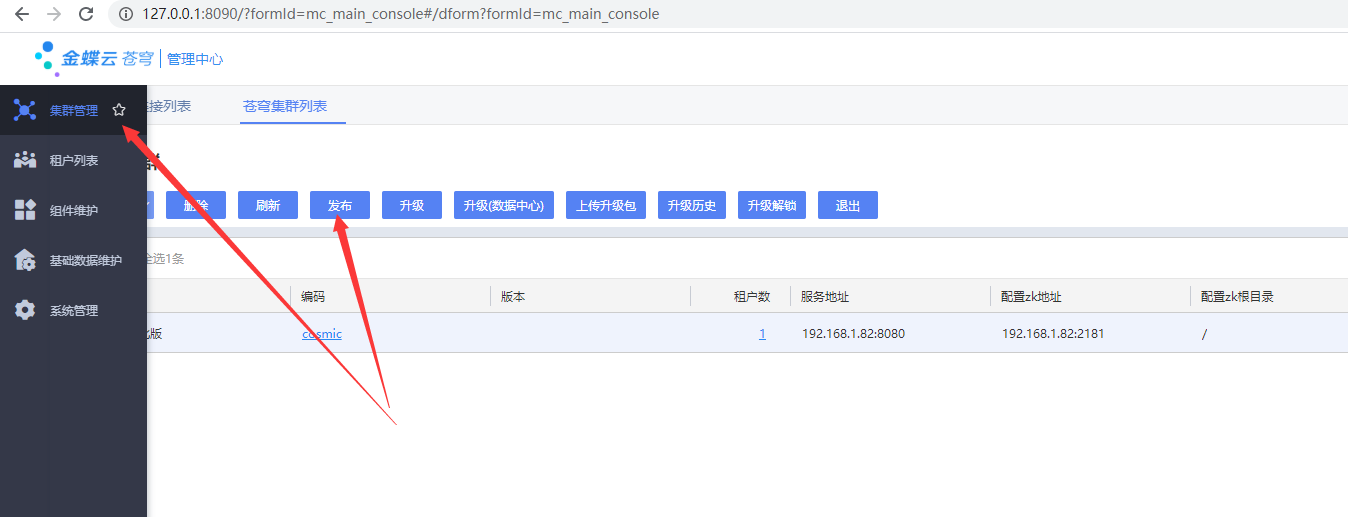 127.0.0.1:8090/?formId=mc_main_console#/dform?formId=mc_main_console
金蝶云 苍穹 | 管理中心
集群管理
接列表
苍穹集群列表
租户列表
组件维护
删除
刷新
发布
升级
升级(数据中心)
上传升级包
升级历史
升级解锁
退出
基础数据维护
全选1条
系统管理
编码
版本
租户数
服务地址
配置zk地址
配置zk根目录
版
cosmic
1
192.168.1.82:8080
192.168.1.82:2181
/